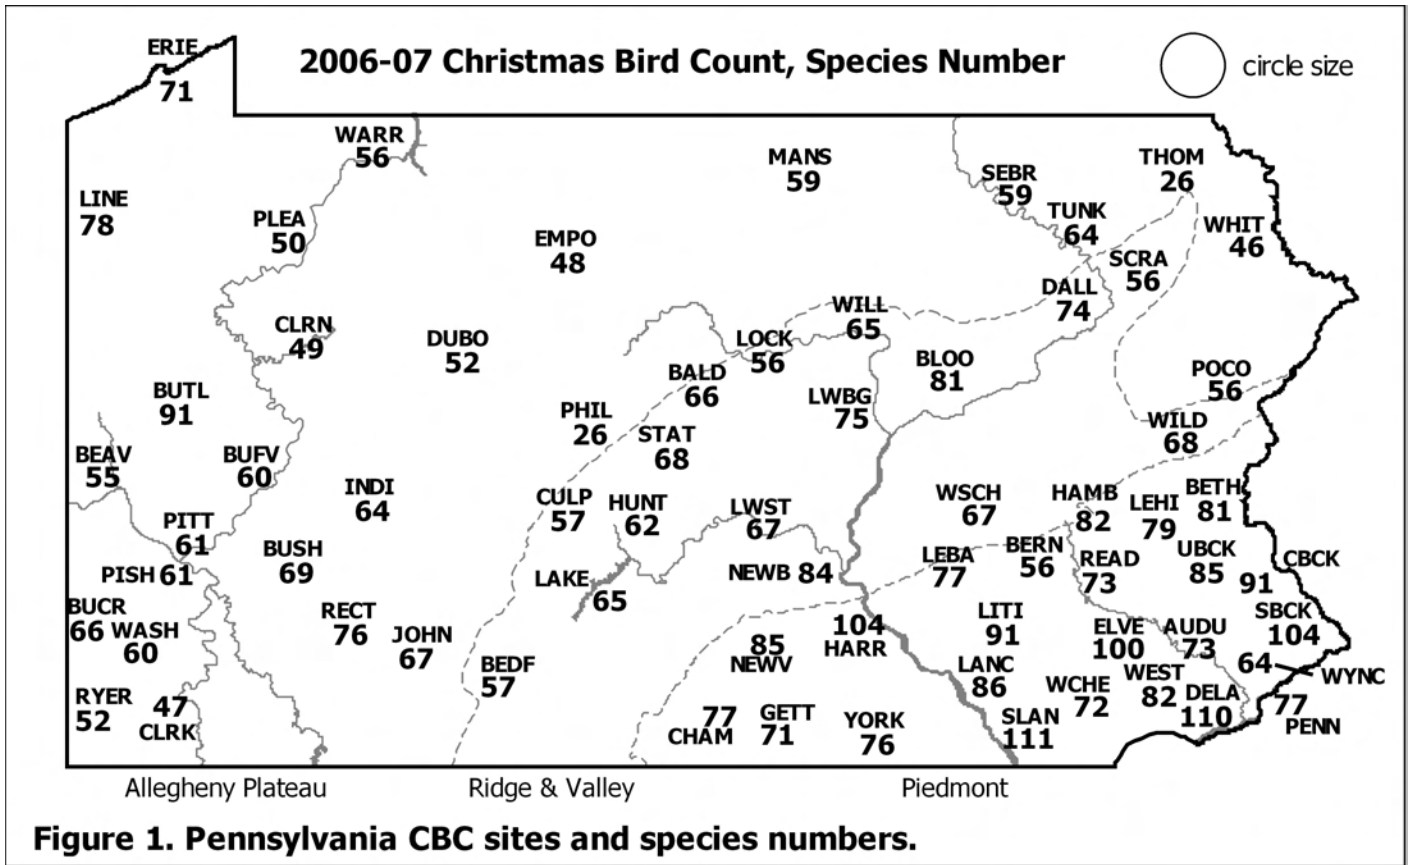 ERIE
71
2006-07 Christmas Bird Count, Species Number
circle size
WARR
56
MANS
59
THOM
26
SEBR
59
LINE
78
PLEA
50
TUNK
64
WHIT
46
EMPO
48
SCRA
56
DALL
74
CLRN
49
DUBO
52
WILL
65
LOCK
56
BLOO
81
BALD
66
POCO
56
BUTL
91
LWBG
75
PHIL
26
STAT
68
WILD
68
BEAV
55
BUFV
60
INDI
64
CULP
57
HUNT
62
LWST
67
WSCH
67
HAMB
82
LEHI
79
BETH
81
PITT
61
BUSH
69
PISH 61
LAKE
65
NEWB 84
LEBA
77
BERN
56
READ
73
UBCK
85
CBCK
91
BUCR
66
WASH
60
RECT
76
JOHN
67
BEDF
57
85
NEWV
104
HARR
LITI
91
ELVE
100
AUDU
73
SBCK
104
64
WYNC
RYER
52
47
CLRK
77
CHAM
GETT
71
YORK
76
LANC
86
SLAN
111
WCHE
72
WEST
82
DELA
110
77
PENN
Allegheny Plateau
Ridge & Valley
Piedmont
Figure 1. Pennsylvania CBC sites and species numbers.